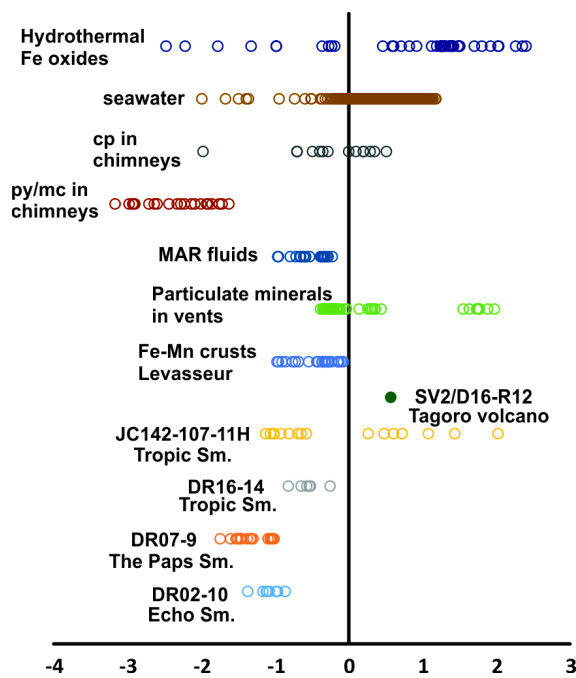 Hydrothermal
Fe oxides
seawater
cp in
chimneys
py/mc in
chimneys
MAR fluids
Particulate minerals
in vents
Fe-Mn crusts
Levasseur
SV2/D16-R12
Tagoro volcano
JC142-107-11H
Tropic Sm.
DR16-14
Tropic Sm.
DR07-9
The Paps Sm.
DR02-10
Echo Sm.
-4 -3 -2 -1 0 1 2 3